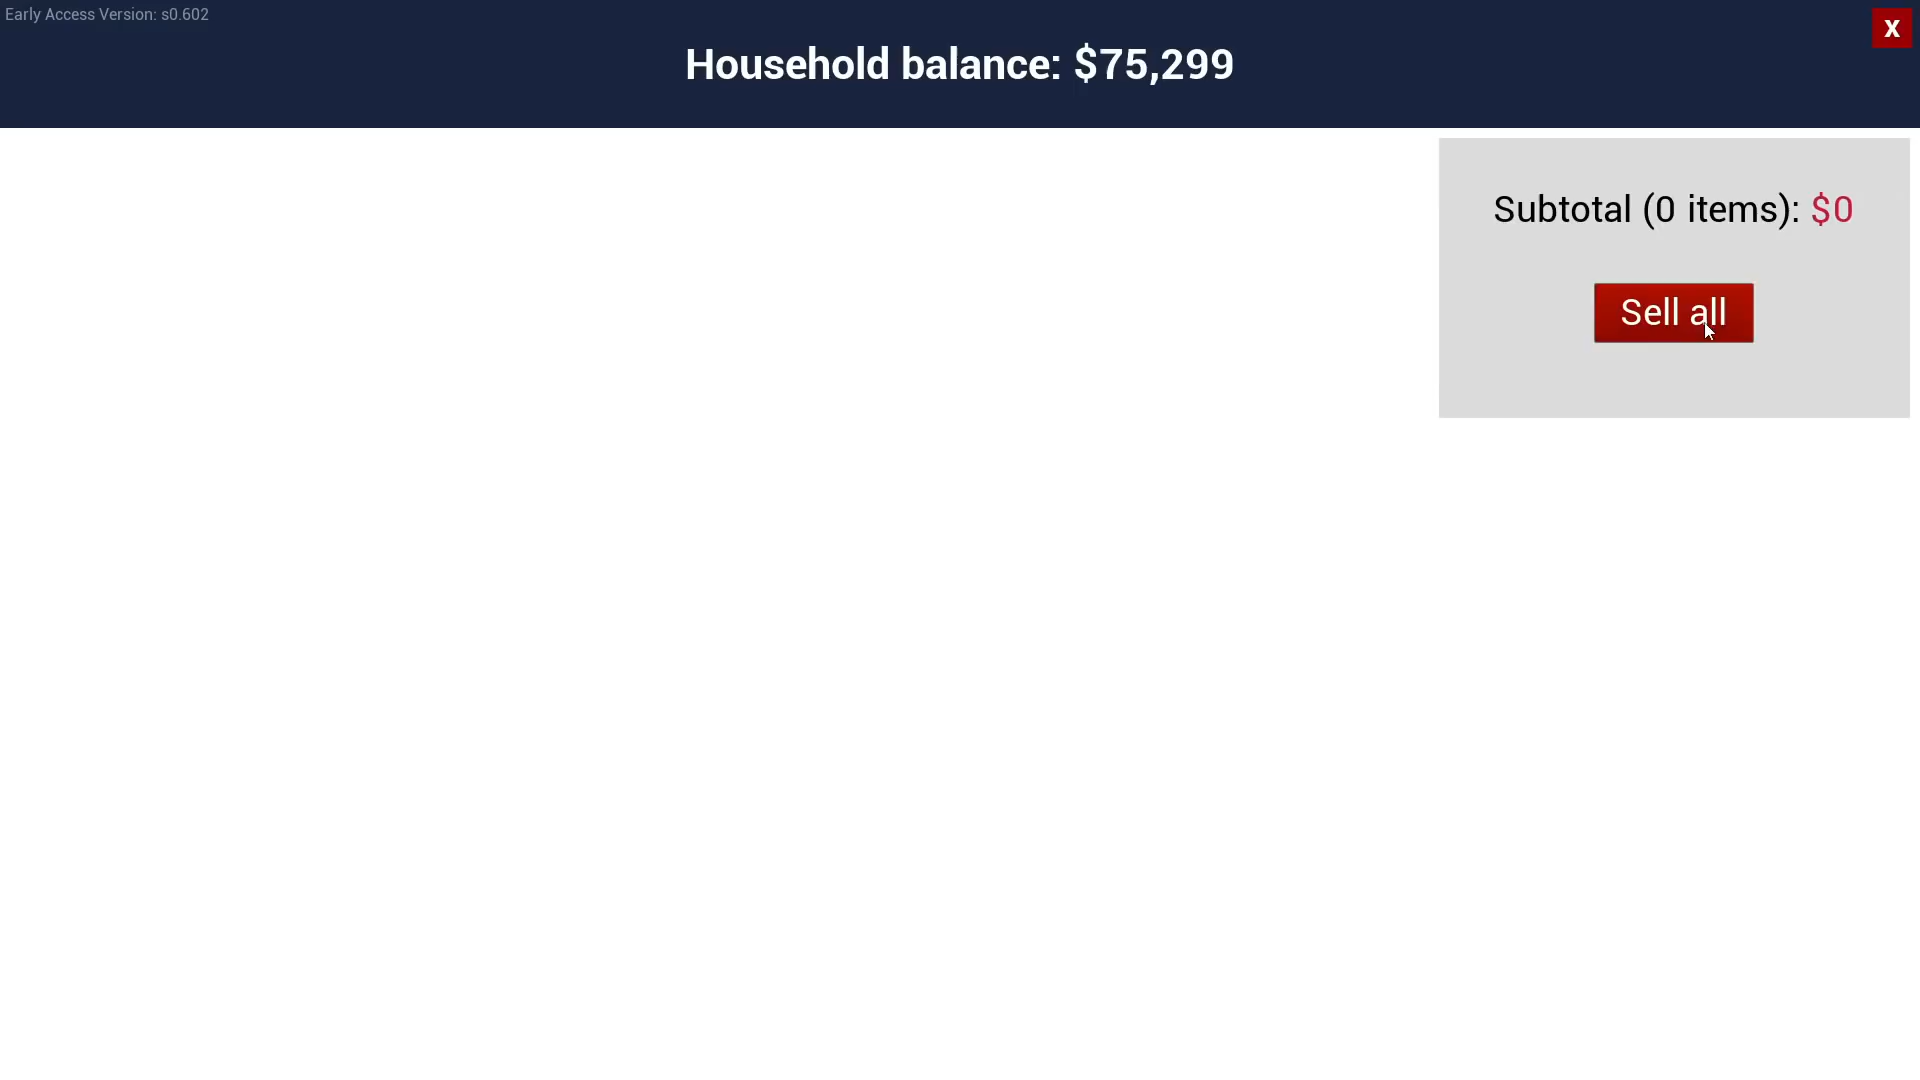 Early Access Version: s0.602
X
Household balance: $75,299
Subtotal (0 items): $0
Sell all